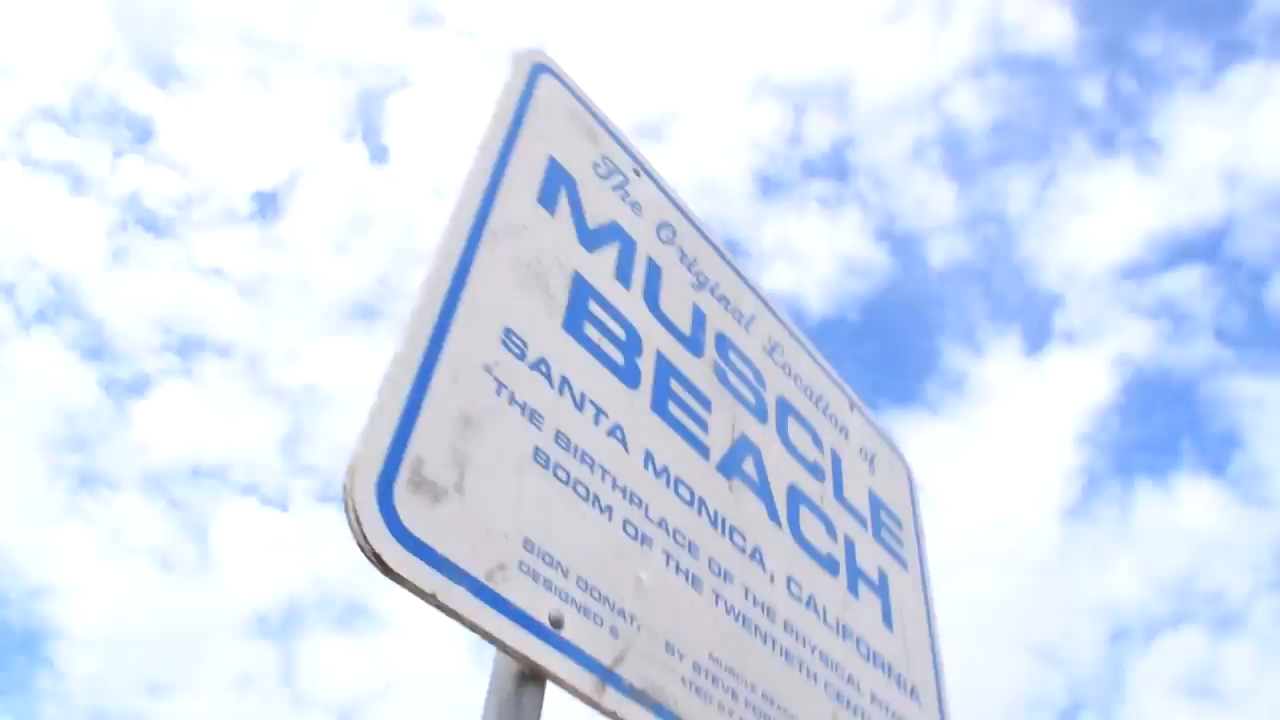 The Original Location of
MUSCLE
BEACH
SANTA MONICA, CALIFORNIA
THE BIRTHPLACE OF THE PHYSICAL
BOOM OF THE TWENTIETH
SIGN
DESIGNED
BY STEVE